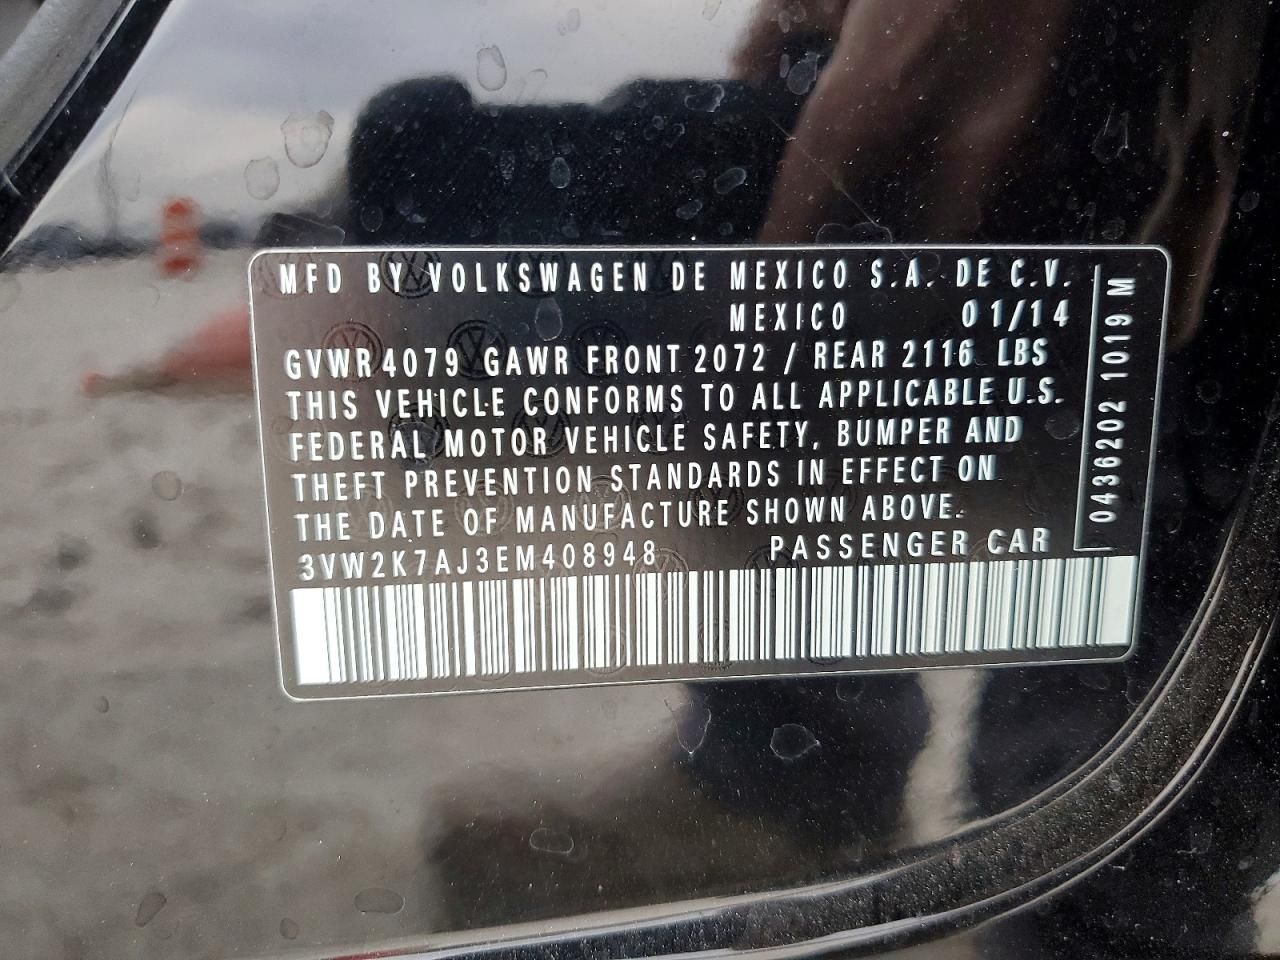 MFD BY VOLKSWAGEN DE MEXICO S.A. DE C.V.
MEXICO 01/14
GVWR 4079 GAWR FRONT 2072 / REAR 2116 LBS
THIS VEHICLE CONFORMS TO ALL APPLICABLE U.S.
FEDERAL MOTOR VEHICLE SAFETY, BUMPER AND
THEFT PREVENTION STANDARDS IN EFFECT ON
THE DATE OF MANUFACTURE SHOWN ABOVE.
3VW2K7AJ3EM408948 PASSENGER CAR
0436202 1019 M